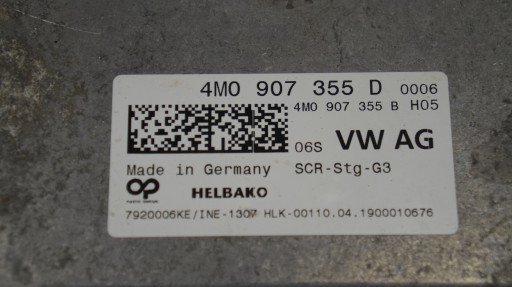 4M0 907 355 D 0006
4M0 907 355 B H05
06S VW AG
Made in Germany SCR-Stg-G3
HELBAKO
7920006KE/INE-1307 HLK-00110.04.1900010676